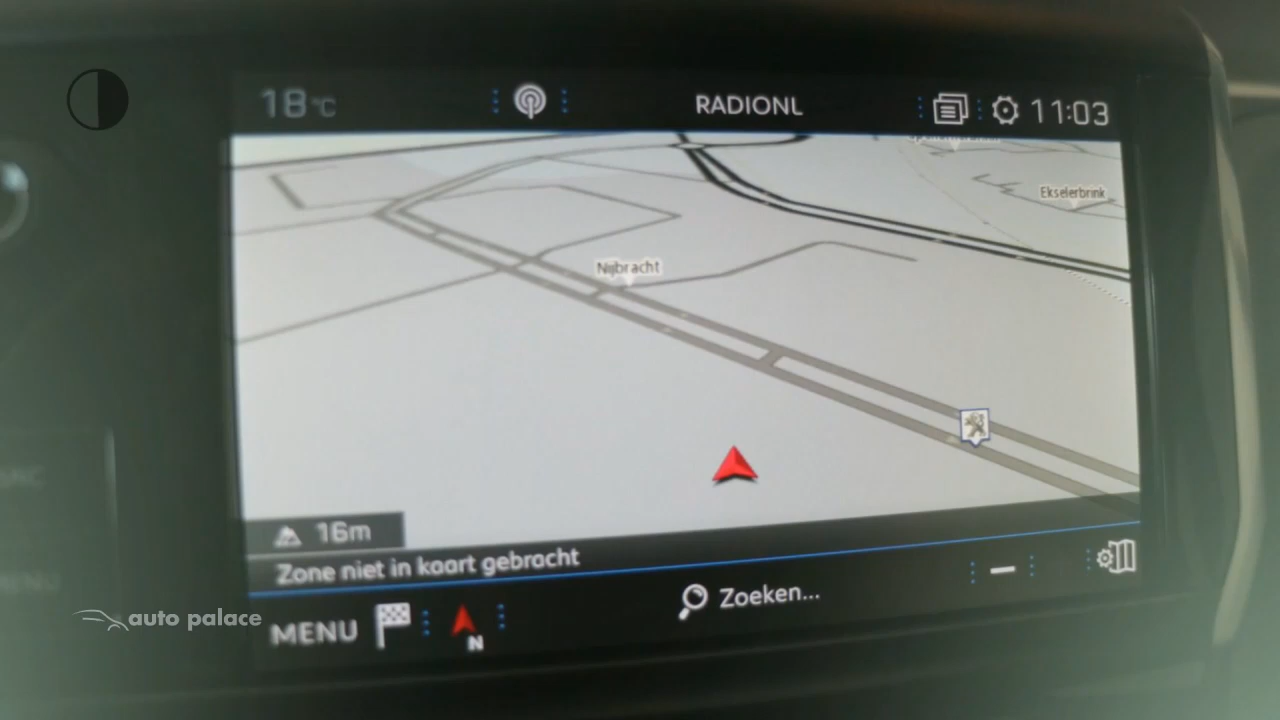 18°C
RADIONL
11:03
Ekselerbrink
Nijbracht
16m
Zone niet in kaart gebracht
MENU
N
Zoeken...
auto palace